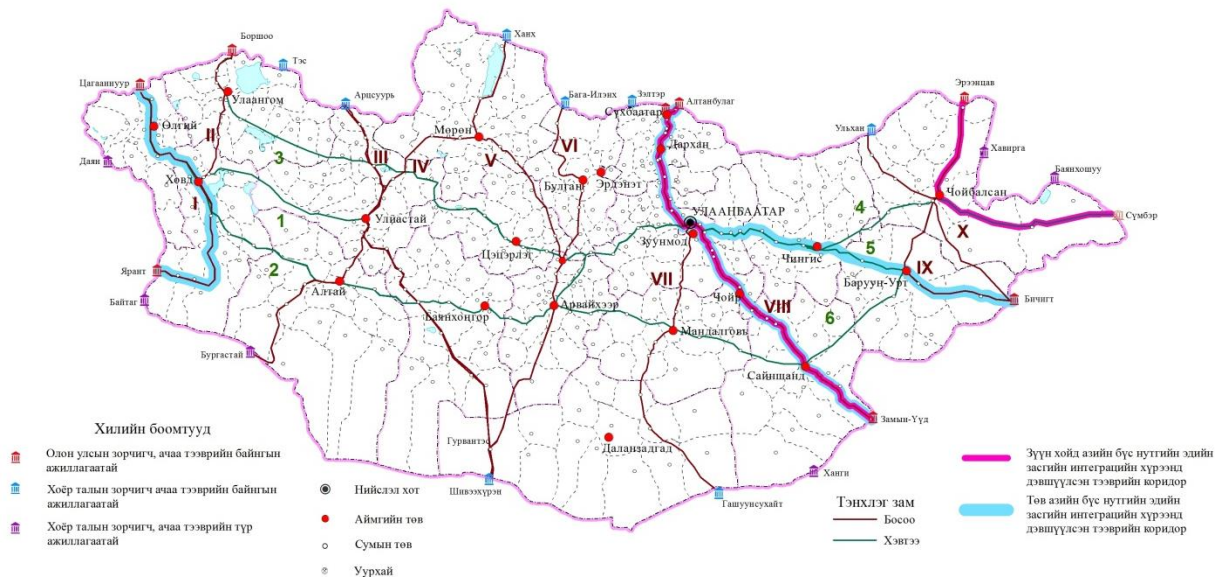 Ханх
Боршоо
Тэс
Цагааннуур
Улаангом
Арцсуурь
Бага-Илэнх
Зэлтэр
Алтанбулаг
Сүхбаатар
Эрээнцав
Өлгий
II
Мөрөн
Дархан
Ульхан
Хавирга
Даян
3
III
IV
V
VI
Булган
Эрдэнэт
Баянхошуу
Ховд
I
1
Улиастай
УЛААНБААТАР
Зуунмод
4
Чойбалсан
X
Сүмбэр
Цэцэрлэг
Чингис
5
Ярант
2
Алтай
VII
IX
Баруун-Урт
Байтаг
Баянхонгор
Арвайхээр
Чойр
VIII
6
Бичигт
Мандалговь
Бургастай
Сайншанд
Замын-Үүд
Гурвантэс
Даланзадгад
Ханги
Шивээхүрэн
Гашуунсухайт
Хилийн боомтууд
Олон улсын зорчигч, ачаа тээврийн байнгын
ажиллагаатай
Хоёр талын зорчигч ачаа тээврийн байнгын
ажиллагаатай
Хоёр талын зорчигч, ачаа тээврийн түр
ажиллагаатай
Нийслэл хот
Аймгийн төв
Сумын төв
Уурхай
Тэнхлэг зам
Босоо
Хэвтээ
Зүүн хойд азийн бүс нутгийн эдийн
засгийн интеграцийн хүрээнд
дэвшүүлсэн тээврийн коридор
Төв азийн бүс нутгийн эдийн
засгийн интеграцийн хүрээнд
дэвшүүлсэн тээврийн коридор